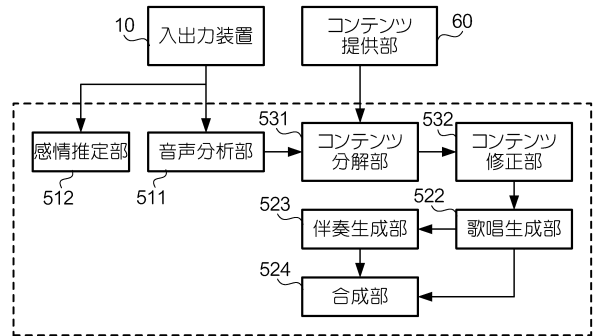 10
入出力装置
コンテンツ
提供部
60
感情推定部
512
音声分析部
511
531
コンテンツ
分解部
532
コンテンツ
修正部
523
伴奏生成部
522
歌唱生成部
524
合成部